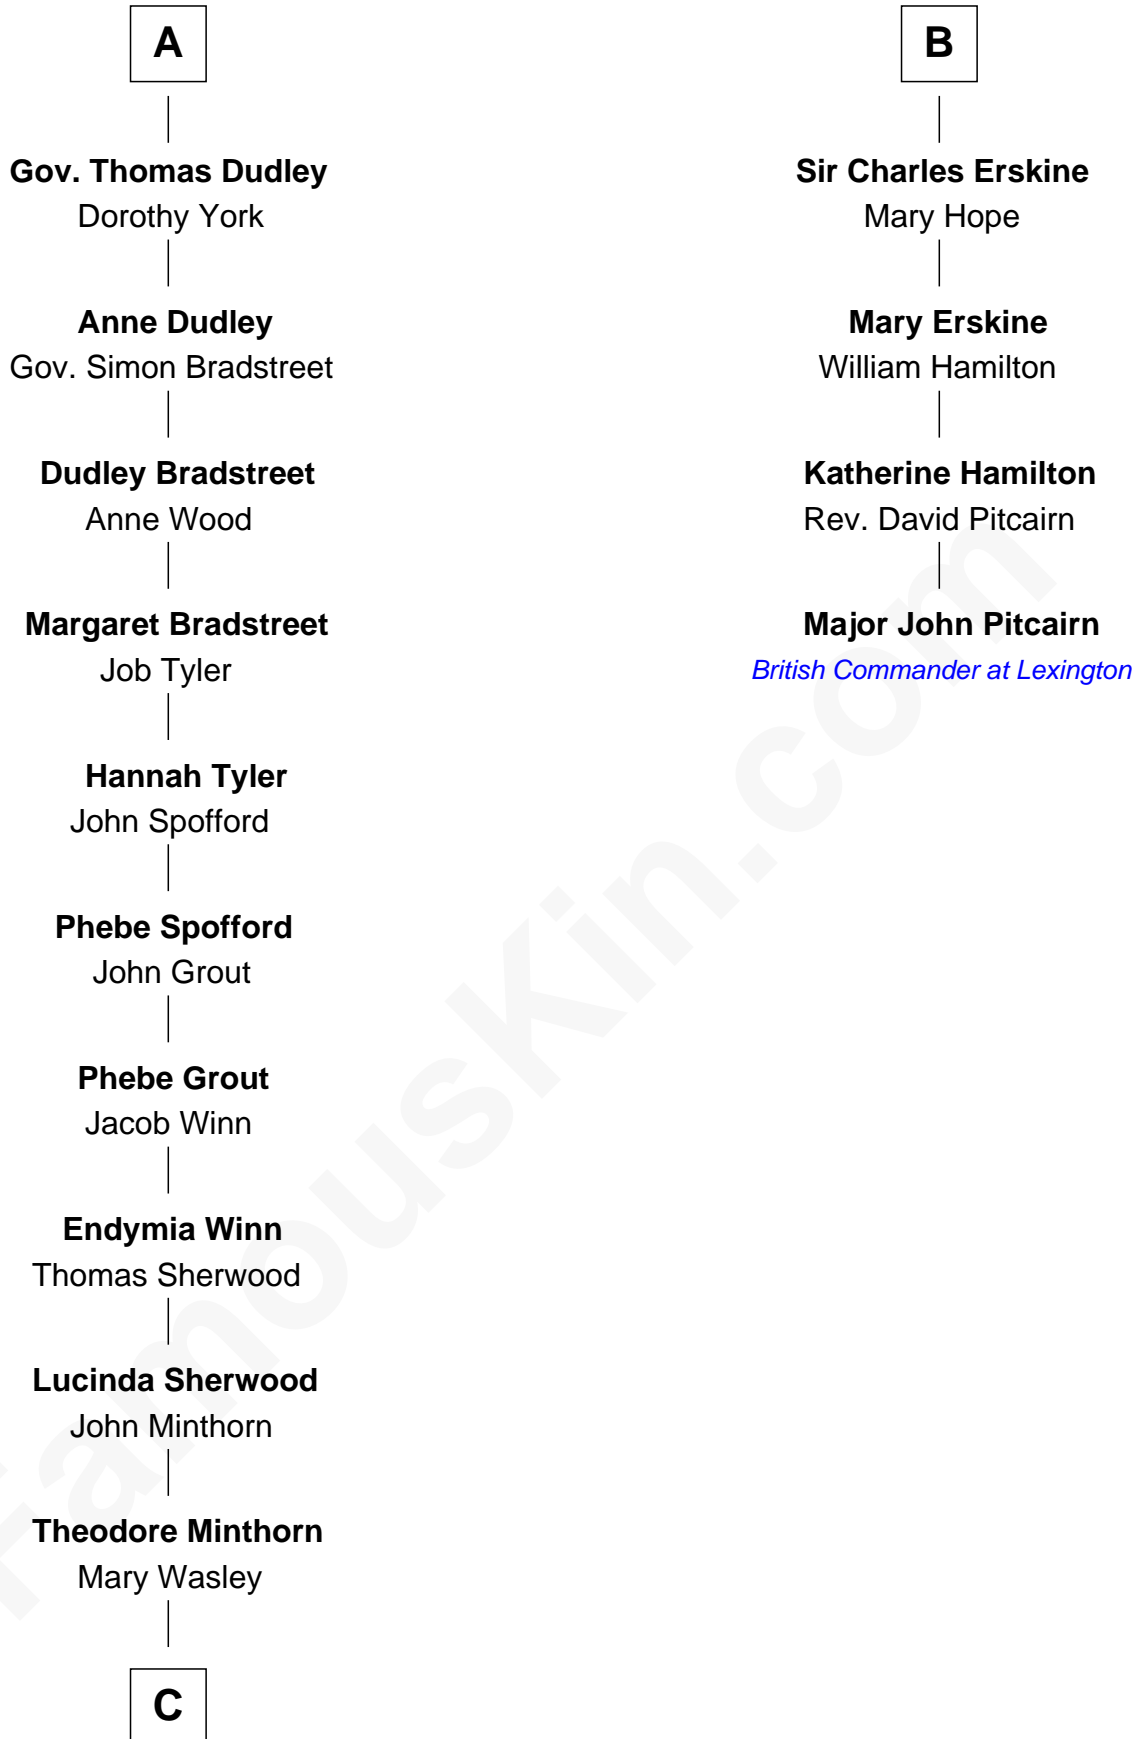 A
Gov. Thomas Dudley
Dorothy York
Anne Dudley
Gov. Simon Bradstreet
Dudley Bradstreet
Anne Wood
Margaret Bradstreet
Job Tyler
Hannah Tyler
John Spofford
Phebe Spofford
John Grout
Phebe Grout
Jacob Winn
Endymia Winn
Thomas Sherwood
Lucinda Sherwood
John Minthorn
Theodore Minthorn
Mary Wasley
C
B
Sir Charles Erskine
Mary Hope
Mary Erskine
William Hamilton
Katherine Hamilton
Rev. David Pitcairn
Major John Pitcairn
British Commander at Lexington
FamousKin.com